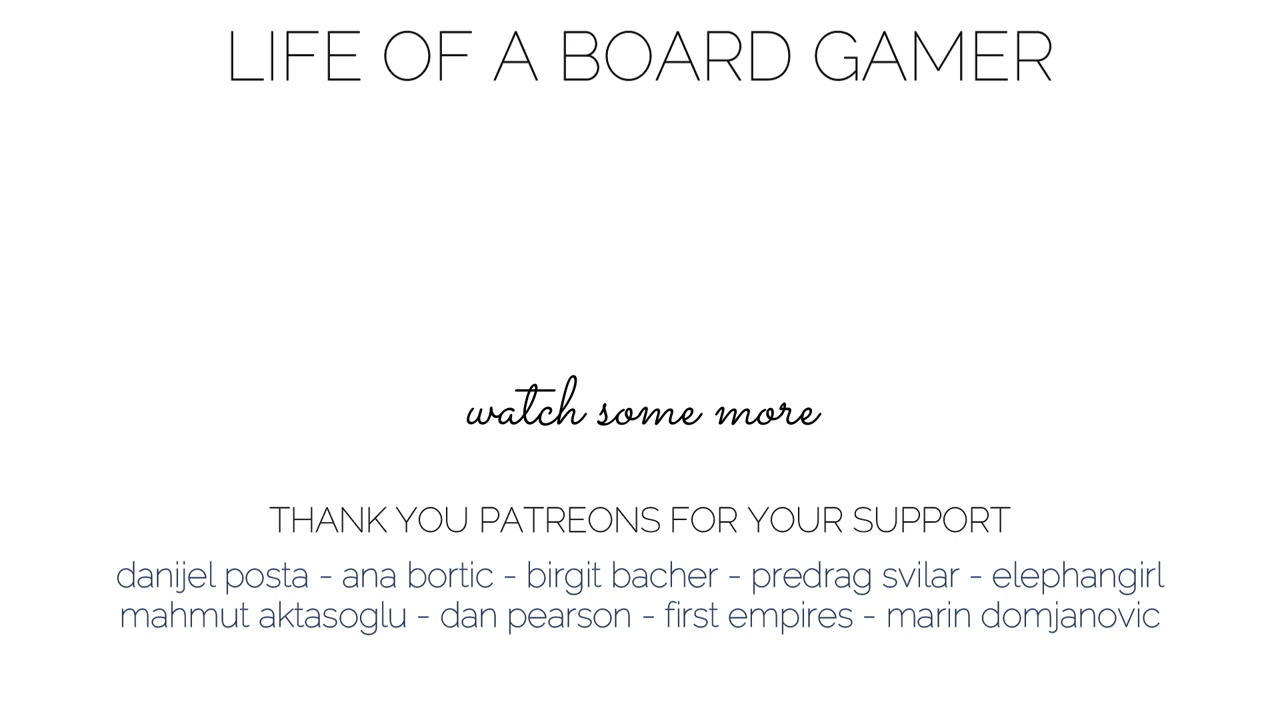 LIFE OF A BOARD GAMER
watch some more
THANK YOU PATREONS FOR YOUR SUPPORT
danijel posta - ana bortic - birgit bacher - predrag svilar - elephangirl
mahmut aktasoglu - dan pearson - first empires - marin domjanovic